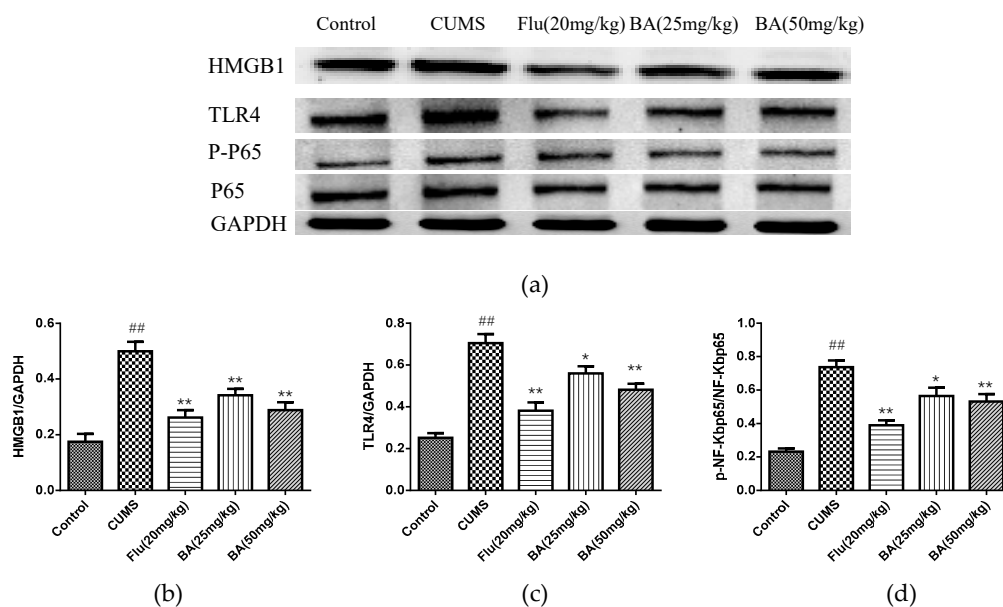 Control CUMS Flu(20mg/kg) BA(25mg/kg) BA(50mg/kg)
HMGB1
TLR4
P-P65
P65
GAPDH
(a)
HMGB1/GAPDH
0.6
0.4
0.2
0.0
##
**
**
**
Control
CUMS
Flu(20mg/kg)
BA(25mg/kg)
BA(50mg/kg)
(b)
TLR4/GAPDH
0.8
0.6
0.4
0.2
0.0
##
**
*
**
Control
CUMS
Flu(20mg/kg)
BA(25mg/kg)
BA(50mg/kg)
(c)
p-NF-Kbp65/NF-Kbp65
1.0
0.8
0.6
0.4
0.2
0.0
##
**
*
**
Control
CUMS
Flu(20mg/kg)
BA(25mg/kg)
BA(50mg/kg)
(d)